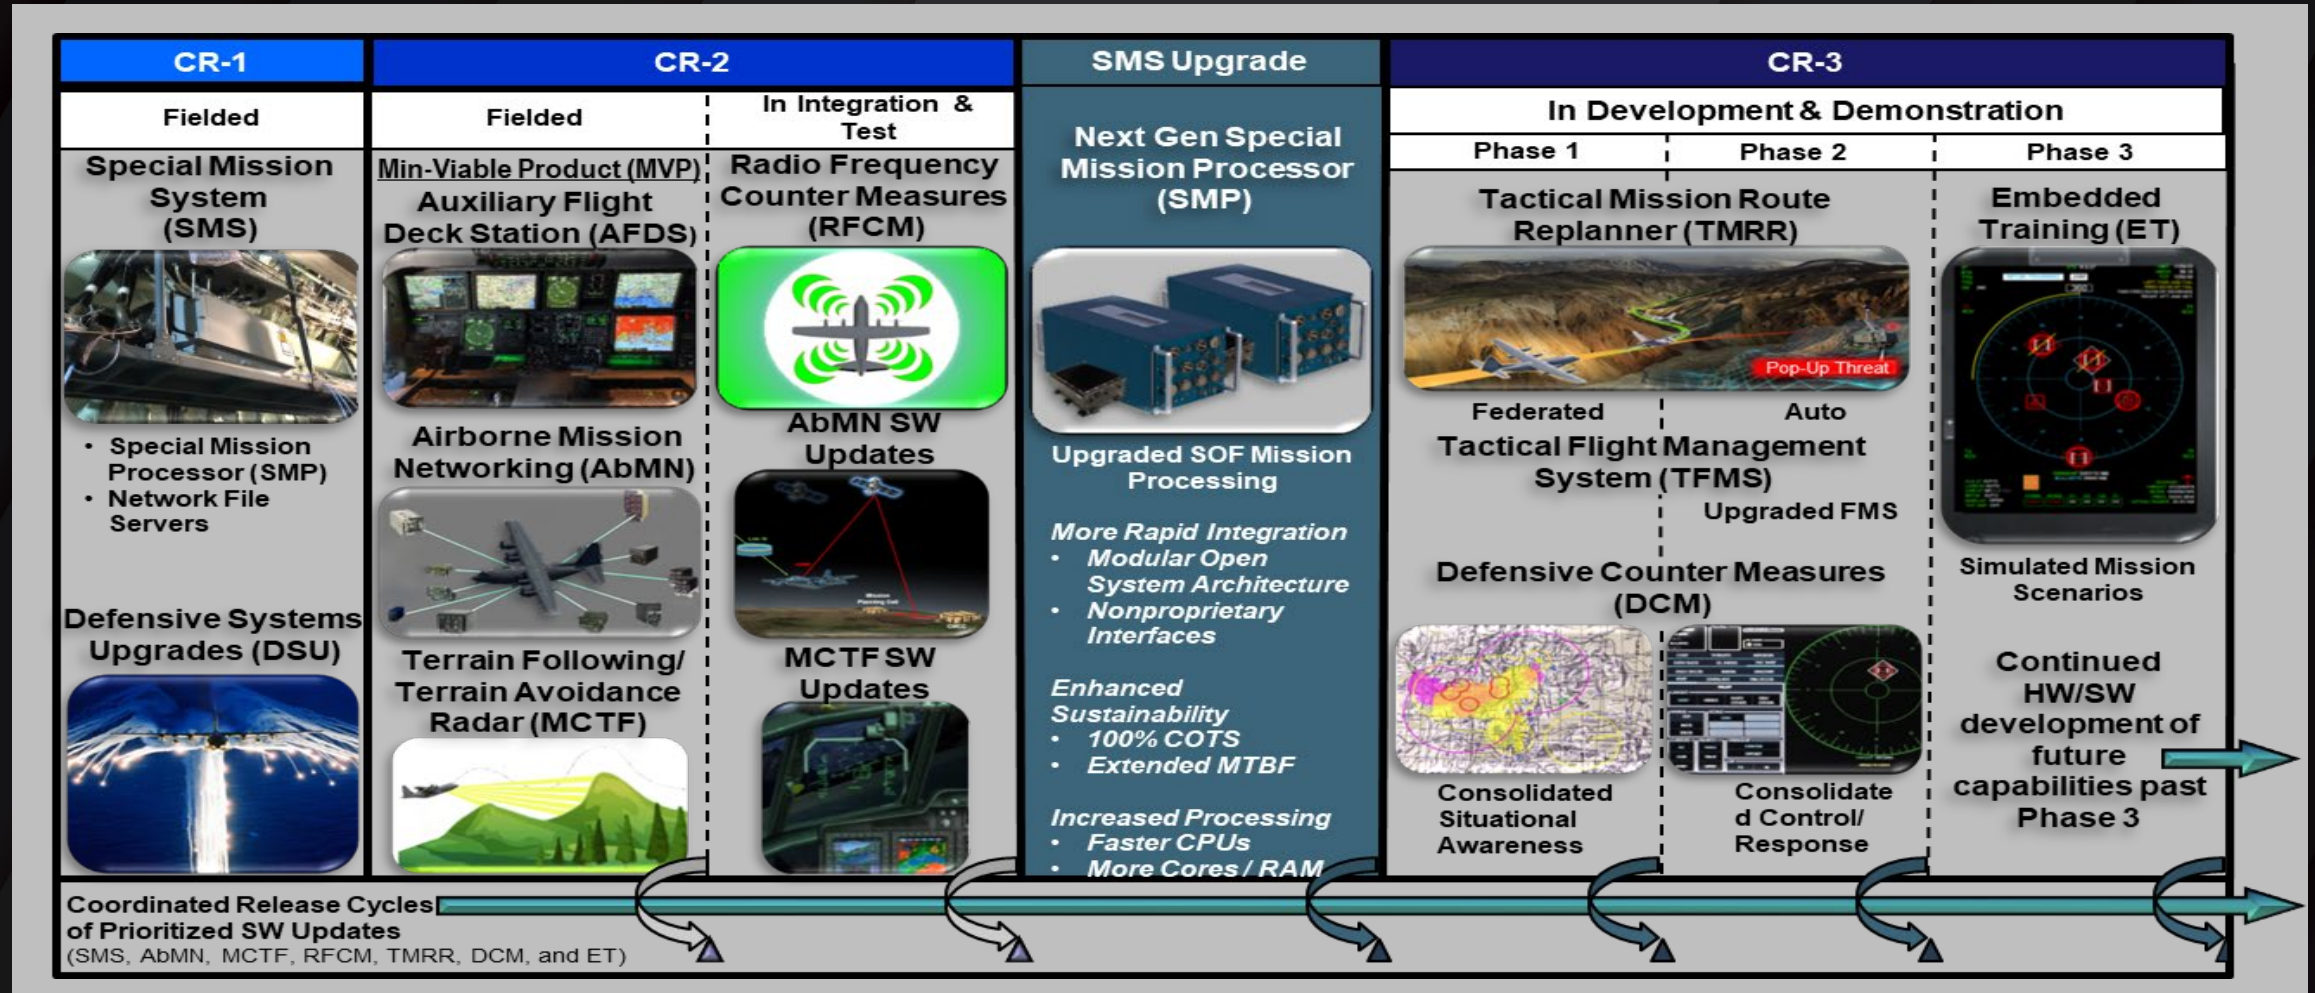 CR-1
Fielded
Special Mission
System
(SMS)
• Special Mission
Processor (SMP)
• Network File
Servers
Defensive Systems
Upgrades (DSU)
CR-2
Fielded
Min-Viable Product (MVP)
Auxiliary Flight
Deck Station (AFDS)
Airborne Mission
Networking (AbMN)
Terrain Following/
Terrain Avoidance
Radar (MCTF)
In Integration &
Test
Radio Frequency
Counter Measures
(RFCM)
AbMN SW
Updates
Mission
Planning Cell
MCTF SW
Updates
SMS Upgrade
Next Gen Special
Mission Processor
(SMP)
Upgraded SOF Mission
Processing
More Rapid Integration
• Modular Open
System Architecture
• Nonproprietary
Interfaces
Enhanced
Sustainability
• 100% COTS
• Extended MTBF
Increased Processing
• Faster CPUs
• More Cores / RAM
CR-3
In Development & Demonstration
Phase 1
Phase 2
Phase 3
Tactical Mission Route
Replanner (TMRR)
Pop-Up Threat
Federated
Auto
Tactical Flight Management
System (TFMS)
Upgraded FMS
Defensive Counter Measures
(DCM)
Consolidated
Situational
Awareness
Consolidate
d Control/
Response
Embedded
Training (ET)
Simulated Mission
Scenarios
Continued
HW/SW
development of
future
capabilities past
Phase 3
Coordinated Release Cycles
of Prioritized SW Updates
(SMS, AbMN, MCTF, RFCM, TMRR, DCM, and ET)